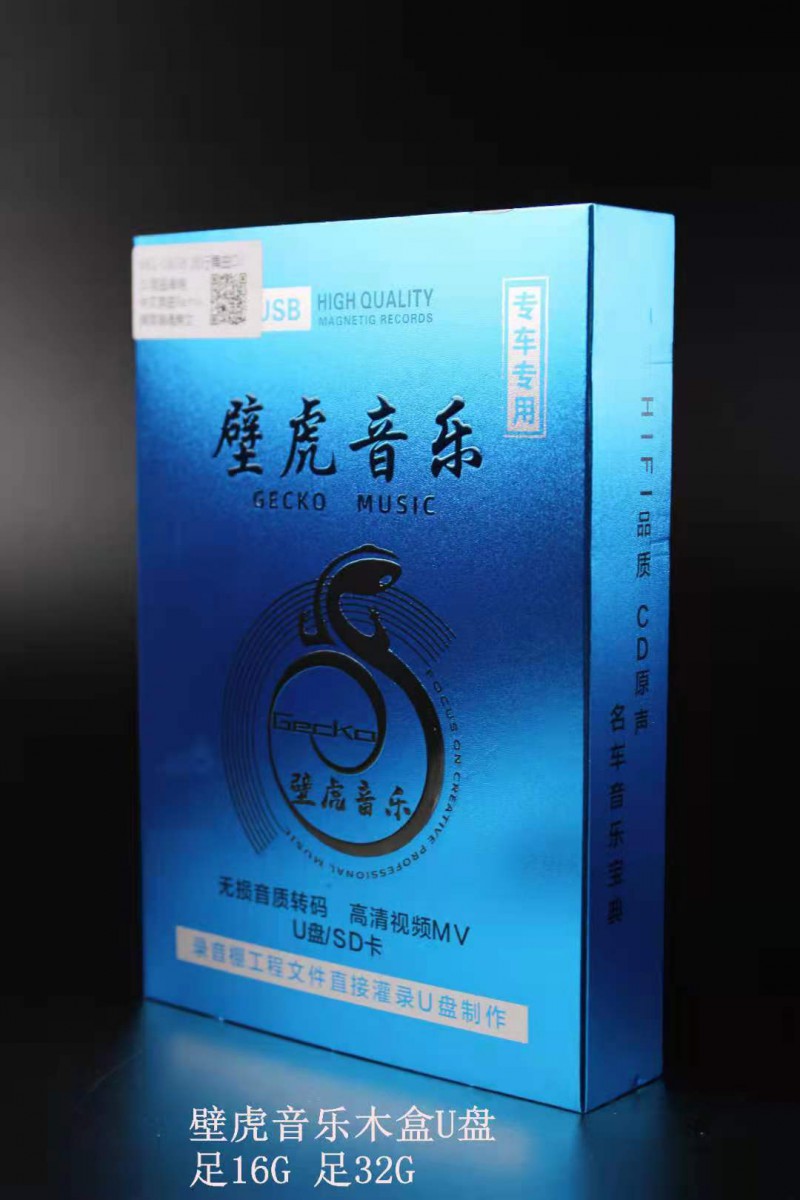 USB
HIGH QUALITY
MAGNETIG RECORDS
专车专用
壁虎音乐
GECKO MUSIC
Gecko
壁虎音乐
FOCUS ON CREATIVE PROFESSIONAL MUSIC
无损音质转码 高清视频MV
U盘/SD卡
录音棚工程文件直接灌录U盘制作
HIFI品质 CD原声
名车音乐宝典
壁虎音乐木盒U盘
足16G 足32G